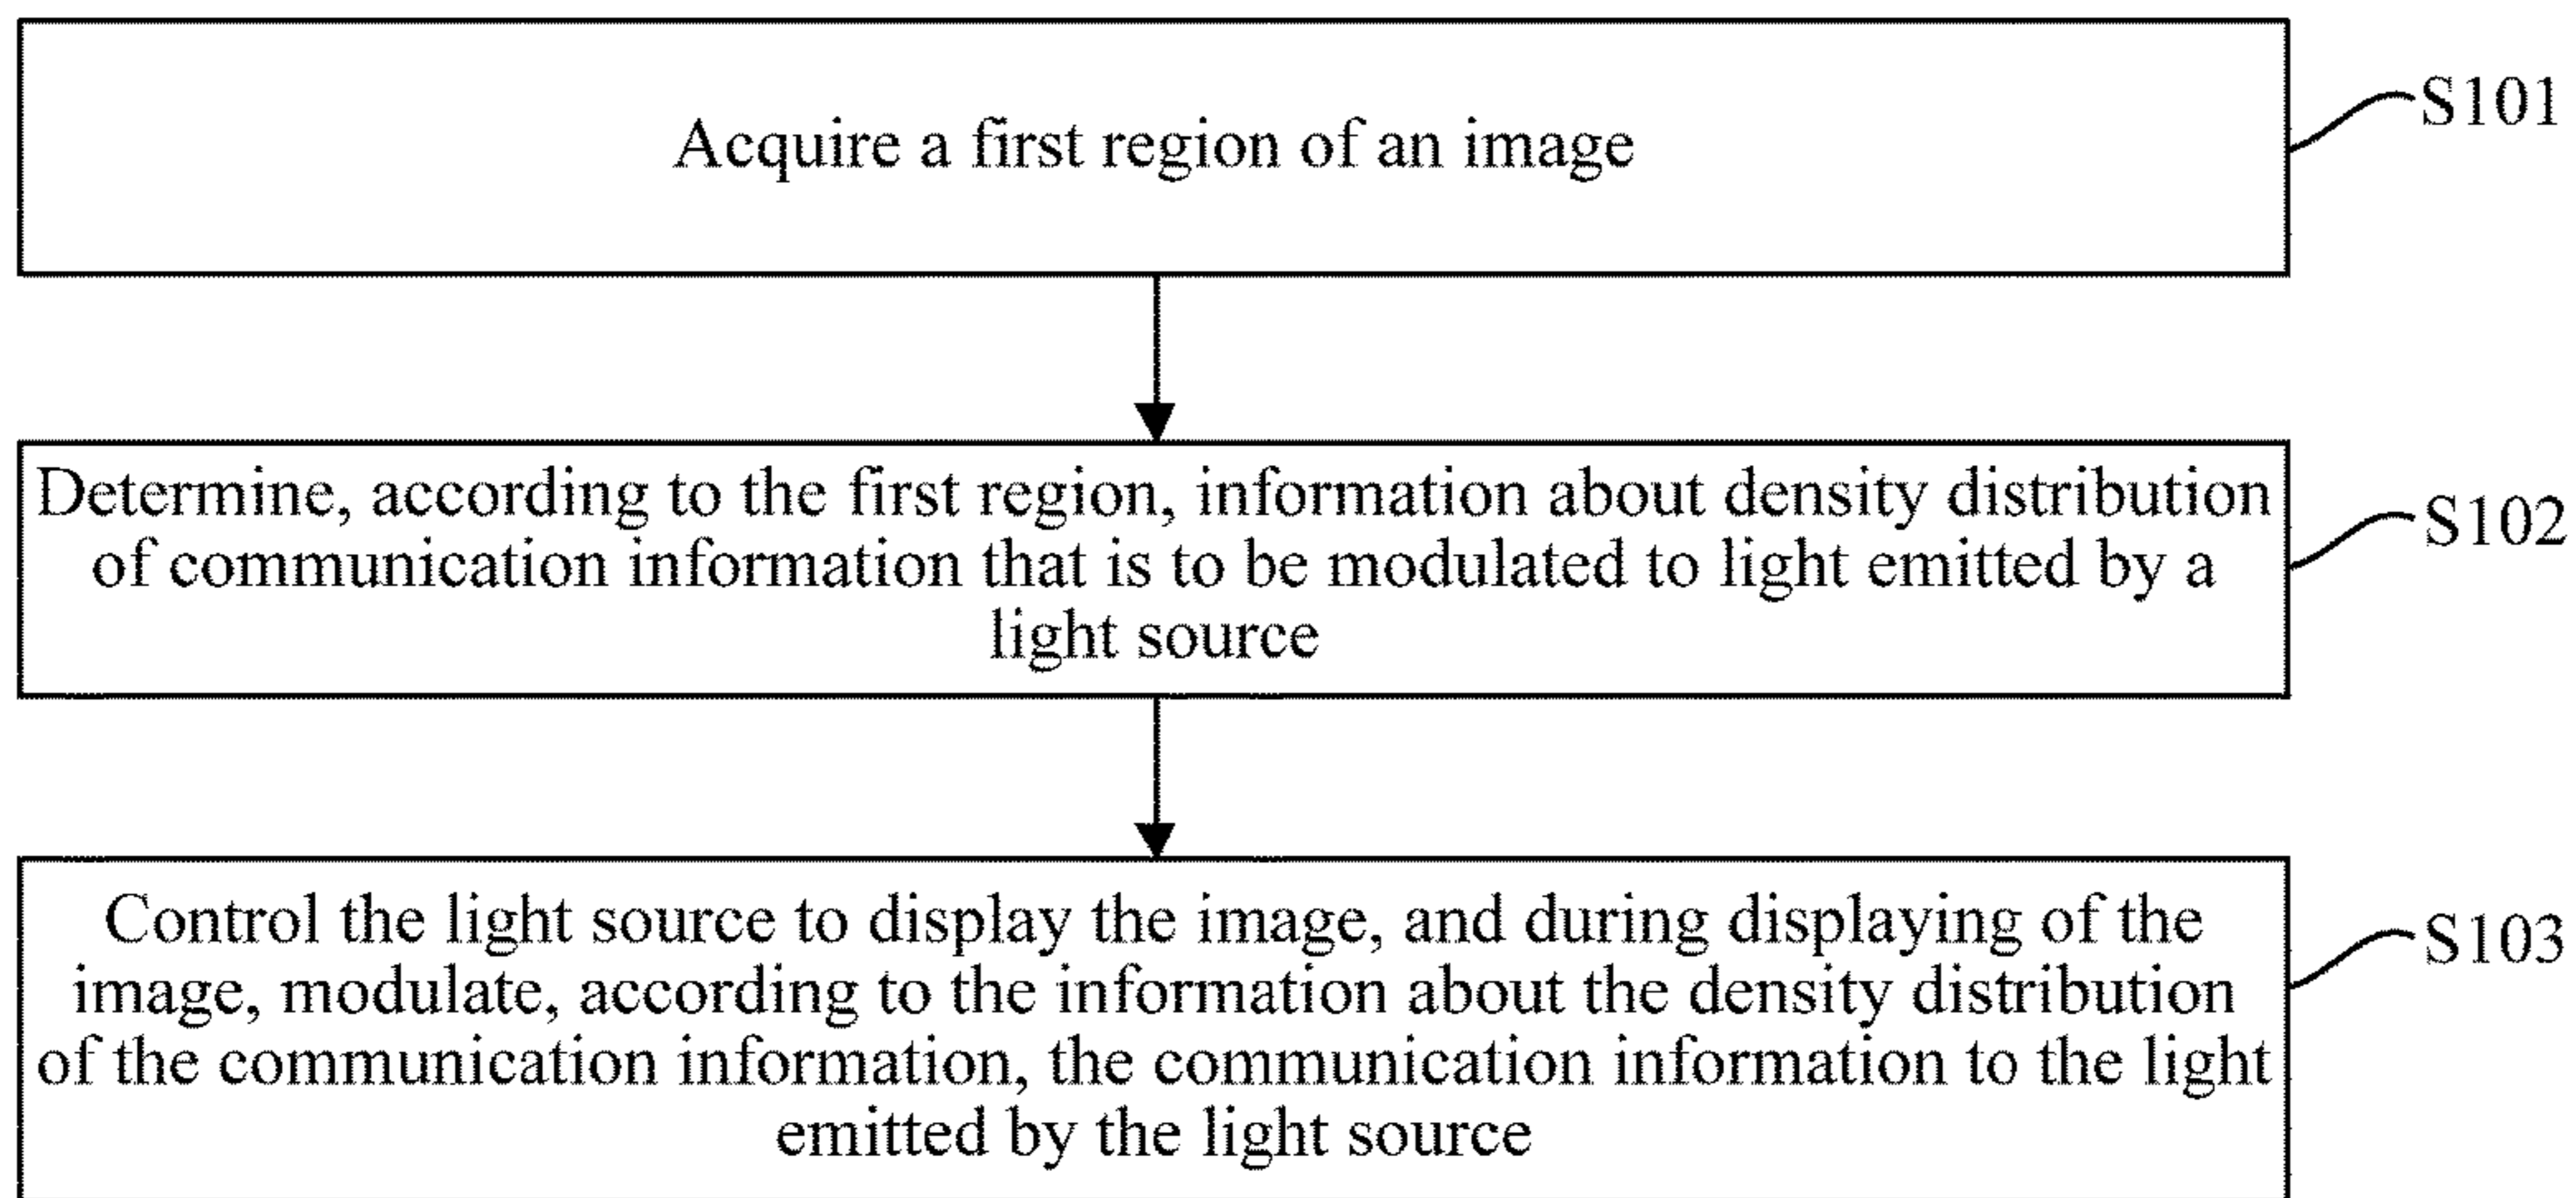 Acquire a first region of an image
S101
Determine, according to the first region, information about density distribution
of communication information that is to be modulated to light emitted by a
light source
S102
Control the light source to display the image, and during displaying of the
image, modulate, according to the information about the density distribution
of the communication information, the communication information to the light
emitted by the light source
S103